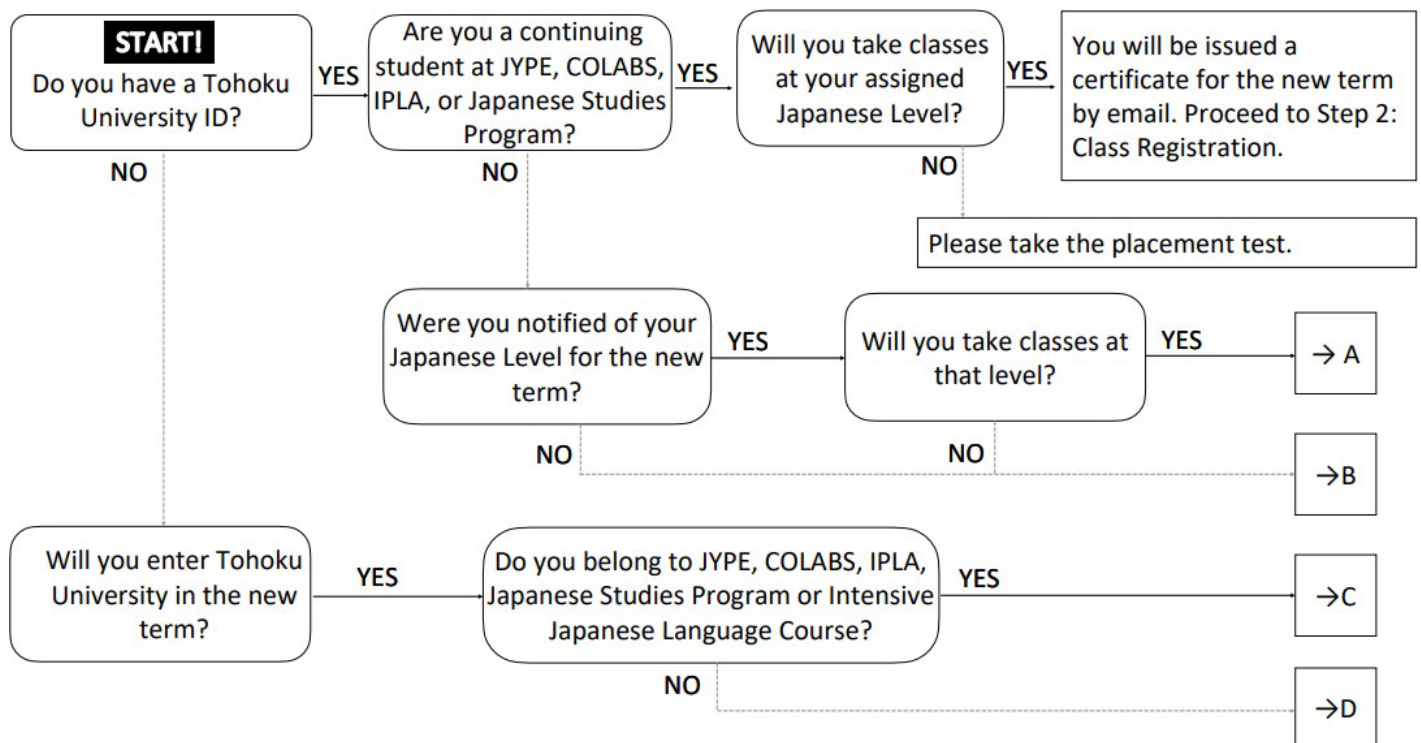 START!
Do you have a Tohoku
University ID?
YES
NO
Are you a continuing
student at JYPE, COLABS,
IPLA, or Japanese Studies
Program?
YES
NO
Will you take classes
at your assigned
Japanese Level?
YES
NO
You will be issued a
certificate for the new term
by email. Proceed to Step 2:
Class Registration.
Please take the placement test.
Were you notified of your
Japanese Level for the new
term?
YES
NO
Will you take classes at
that level?
YES
NO
→ A
→B
Will you enter Tohoku
University in the new
term?
YES
Do you belong to JYPE, COLABS, IPLA,
Japanese Studies Program or Intensive
Japanese Language Course?
YES
NO
→C
→D